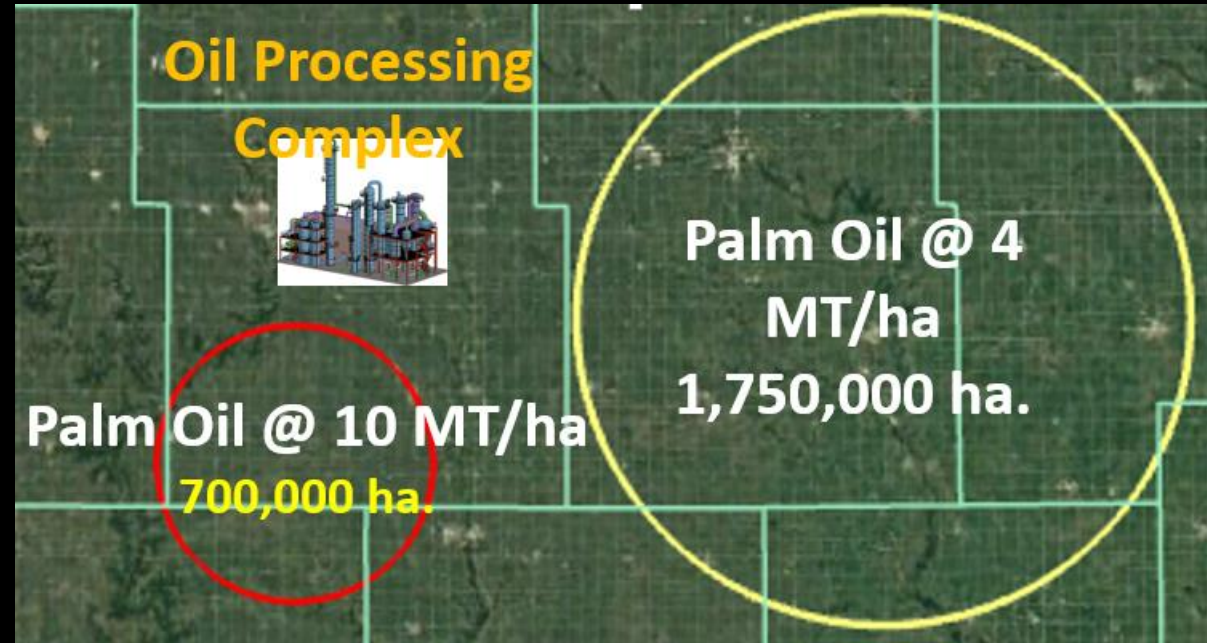 Oil Processing
Complex
Palm Oil @ 4
MT/ha
1,750,000 ha.
Palm Oil @ 10 MT/ha
700,000 ha.